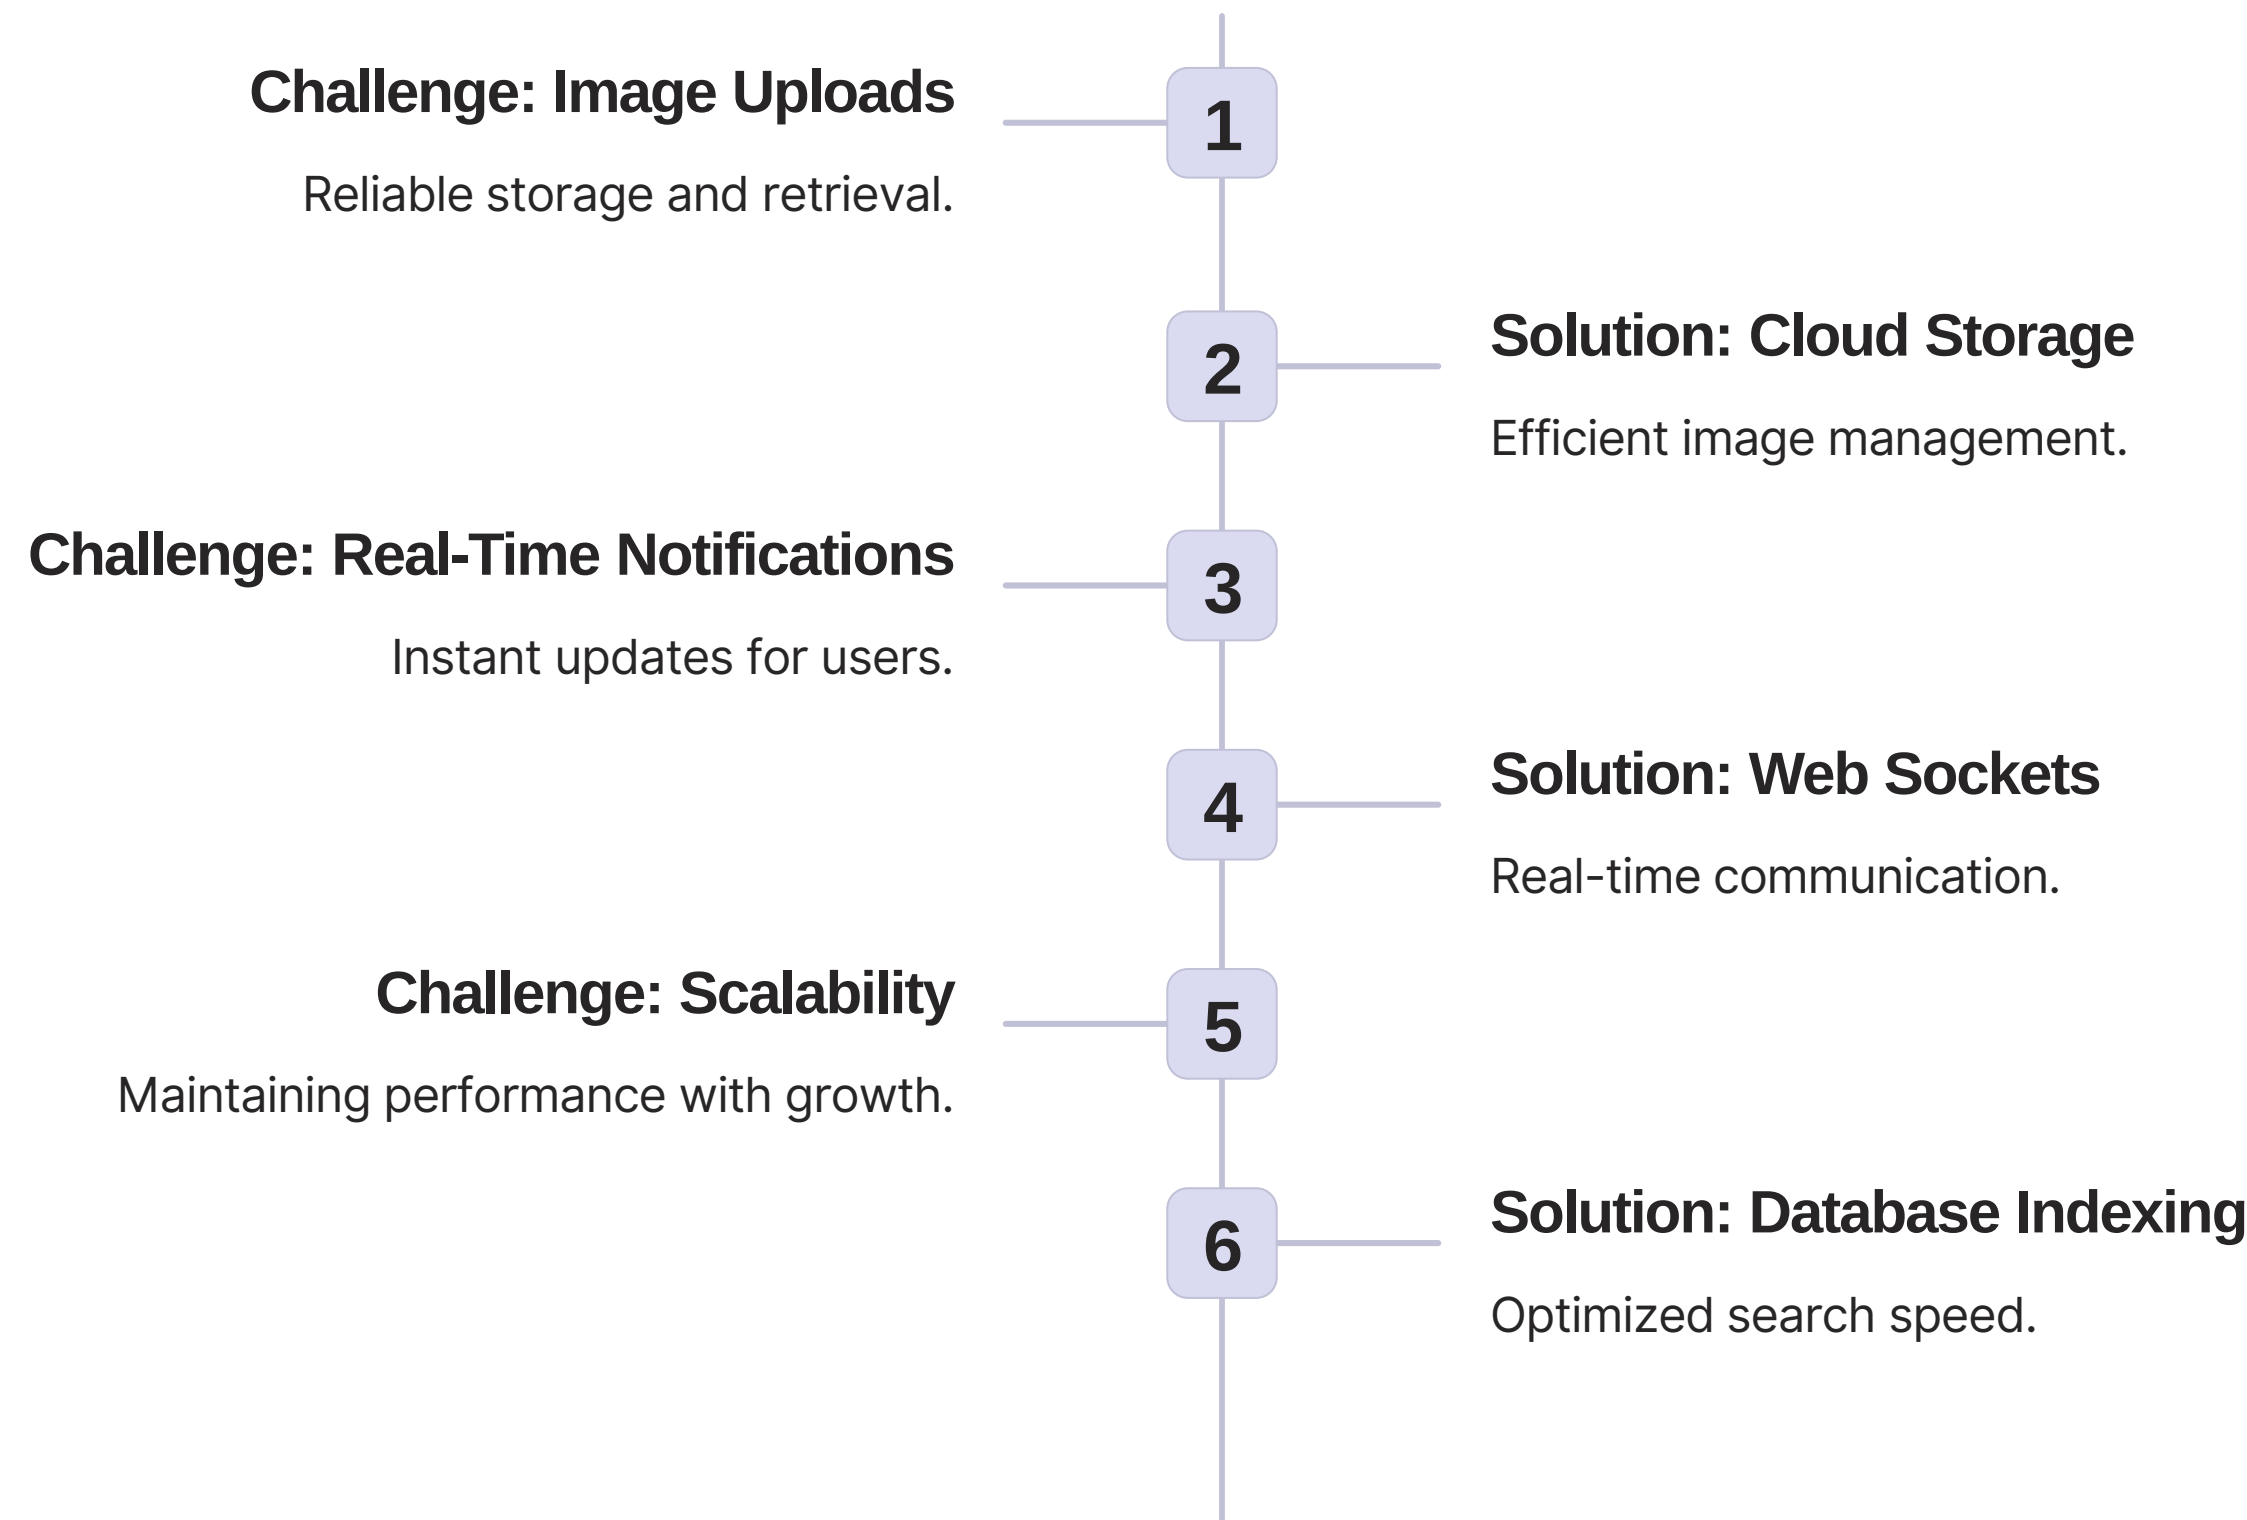 Challenge: Image Uploads
1
Reliable storage and retrieval.
2
Solution: Cloud Storage
Efficient image management.
Challenge: Real-Time Notifications
3
Instant updates for users.
4
Solution: Web Sockets
Real-time communication.
Challenge: Scalability
5
Maintaining performance with growth.
6
Solution: Database Indexing
Optimized search speed.